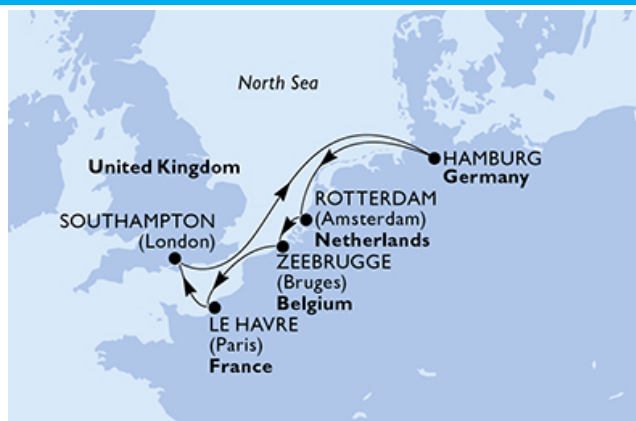 North Sea
United Kingdom
HAMBURG
Germany
ROTTERDAM
(Amsterdam)
Netherlands
SOUTHAMPTON
(London)
ZEEBRUGGE
(Bruges)
Belgium
LE HAVRE
(Paris)
France